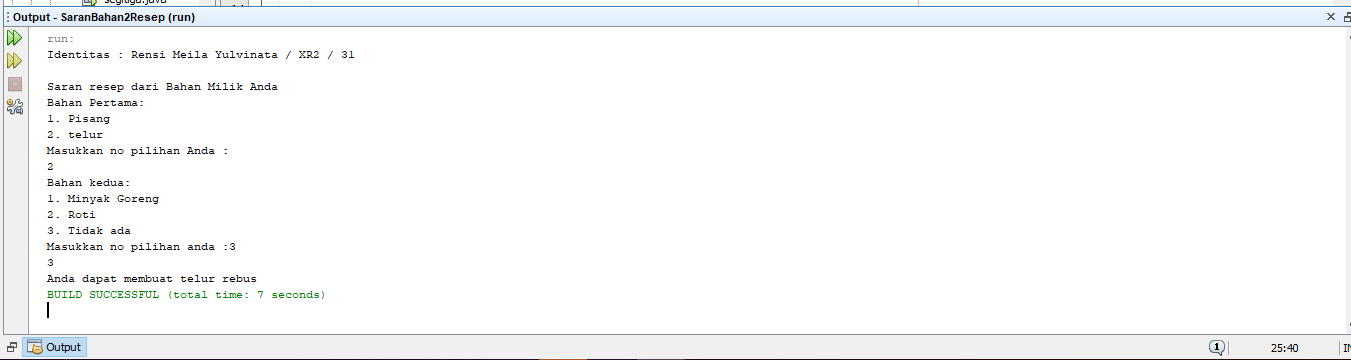 segitiga.java
Output - SaranBahan2Resep (run)
run:
Identitas : Rensi Meila Yulvinata / XR2 / 31
Saran resep dari Bahan Milik Anda
Bahan Pertama:
1. Pisang
2. telur
Masukkan no pilihan Anda :
2
Bahan kedua:
1. Minyak Goreng
2. Roti
3. Tidak ada
Masukkan no pilihan anda :3
3
Anda dapat membuat telur rebus
BUILD SUCCESSFUL (total time: 7 seconds)
Output
1
25:40
IN